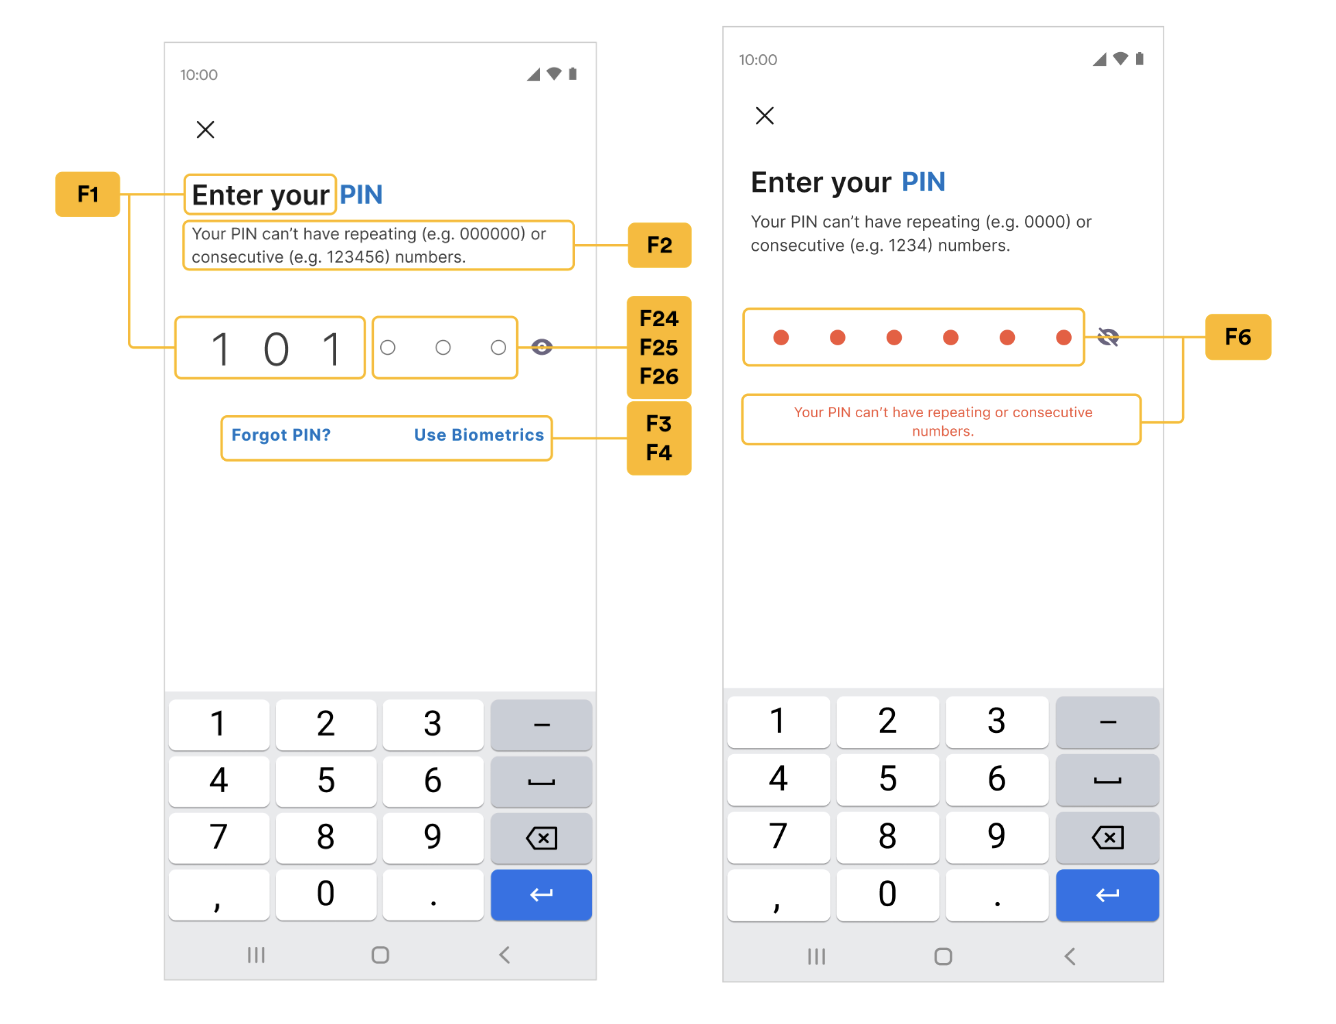 10:00
F1
Enter your PIN
Your PIN can't have repeating (e.g. 000000) or
consecutive (e.g. 123456) numbers.
F2
1 0 1
F24
F25
F26
Forgot PIN?
Use Biometrics
F3
F4
1 2 3 –
4 5 6
7 8 9
, 0 .
10:00
Enter your PIN
Your PIN can't have repeating (e.g. 0000) or
consecutive (e.g. 1234) numbers.
F6
Your PIN can't have repeating or consecutive
numbers.
1 2 3 –
4 5 6
7 8 9
, 0 .